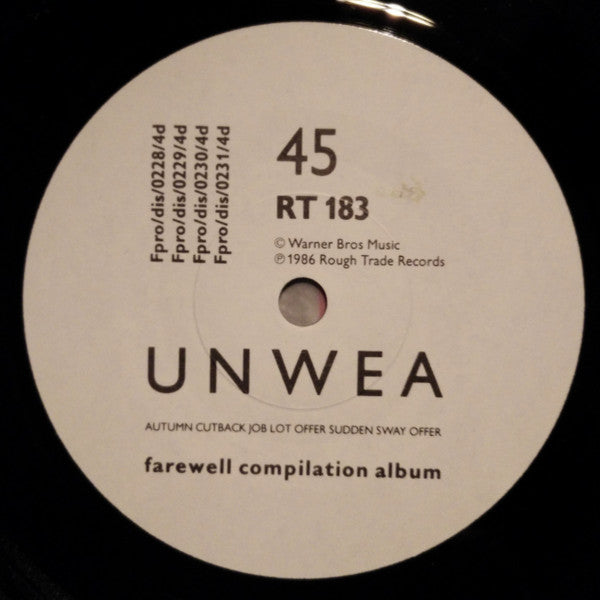 Fpro/dis/0228/4d
Fpro/dis/0229/4d
Fpro/dis/0230/4d
Fpro/dis/0231/4d
45
RT 183
© Warner Bros Music
℗ 1986 Rough Trade Records
UNWEA
AUTUMN CUTBACK JOB LOT OFFER SUDDEN SWAY OFFER
farewell compilation album